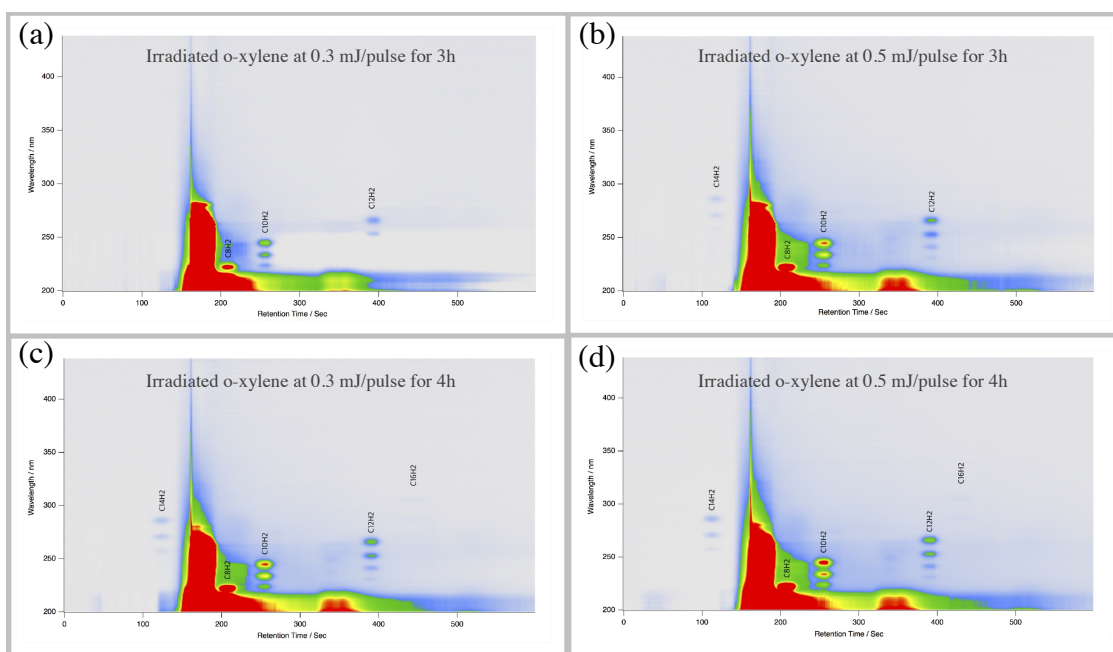 (a)
Irradiated o-xylene at 0.3 mJ/pulse for 3h
Wavelength / nm
400
350
300
250
200
C8H2
C10H2
C12H2
0
100
200
300
400
500
Retention Time / Sec
(b)
Irradiated o-xylene at 0.5 mJ/pulse for 3h
Wavelength / nm
400
350
300
250
200
C14H2
C8H2
C10H2
C12H2
0
100
200
300
400
500
Retention Time / Sec
(c)
Irradiated o-xylene at 0.3 mJ/pulse for 4h
Wavelength / nm
400
350
300
250
200
C14H2
C8H2
C10H2
C12H2
C16H2
0
100
200
300
400
500
Retention Time / Sec
(d)
Irradiated o-xylene at 0.5 mJ/pulse for 4h
Wavelength / nm
400
350
300
250
200
C14H2
C8H2
C10H2
C12H2
C16H2
0
100
200
300
400
500
Retention Time / Sec